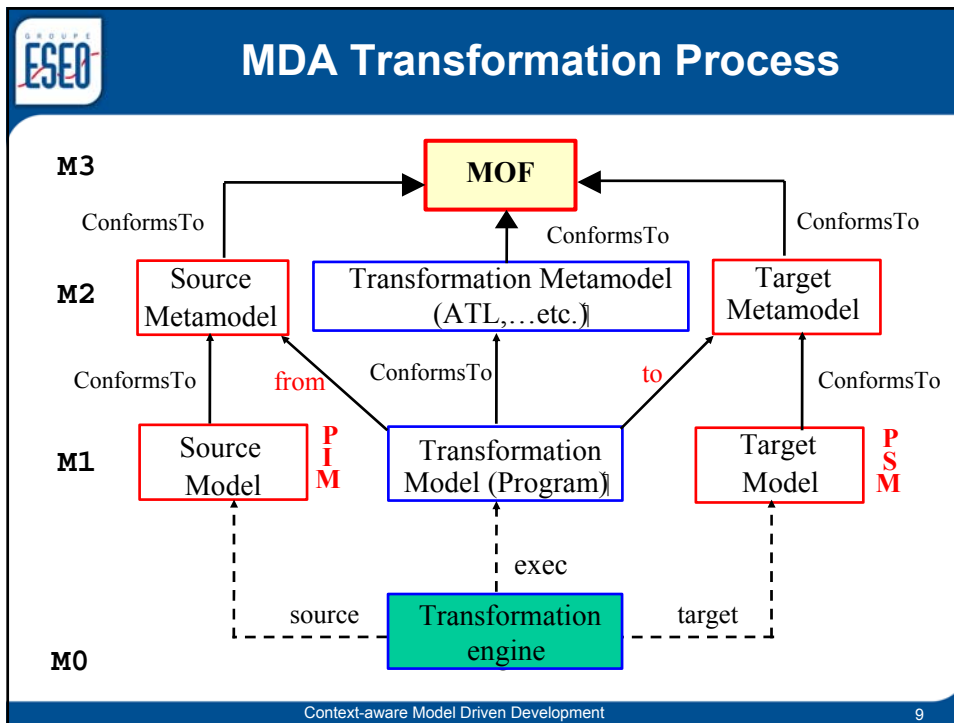 GROUPE
ESEO
MDA Transformation Process
M3
MOF
ConformsTo
ConformsTo
ConformsTo
M2
Source
Metamodel
Transformation Metamodel
(ATL,…etc.)
Target
Metamodel
ConformsTo
from
ConformsTo
to
ConformsTo
M1
Source
Model
PIM
Transformation
Model (Program)
Target
Model
PSM
exec
source
Transformation
engine
target
M0
Context-aware Model Driven Development
9